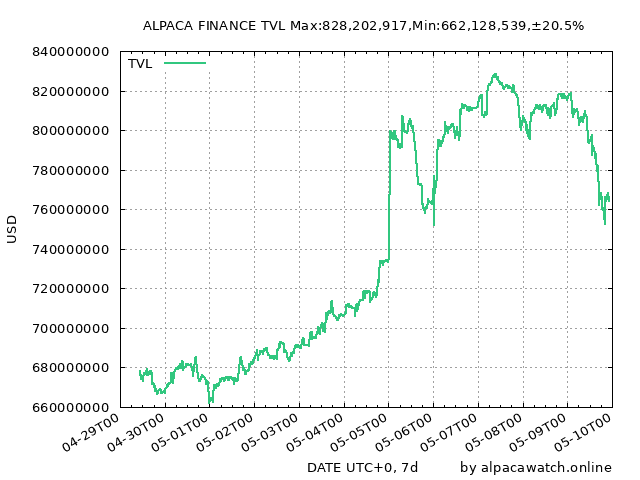 ALPACA FINANCE TVL Max:828,202,917,Min:662,128,539,±20.5%
TVL
840000000
820000000
800000000
780000000
760000000
740000000
720000000
700000000
680000000
660000000
USD
04-29T00
04-30T00
05-01T00
05-02T00
05-03T00
05-04T00
05-05T00
05-06T00
05-07T00
05-08T00
05-09T00
05-10T00
DATE UTC+0, 7d
by alpacawatch.online